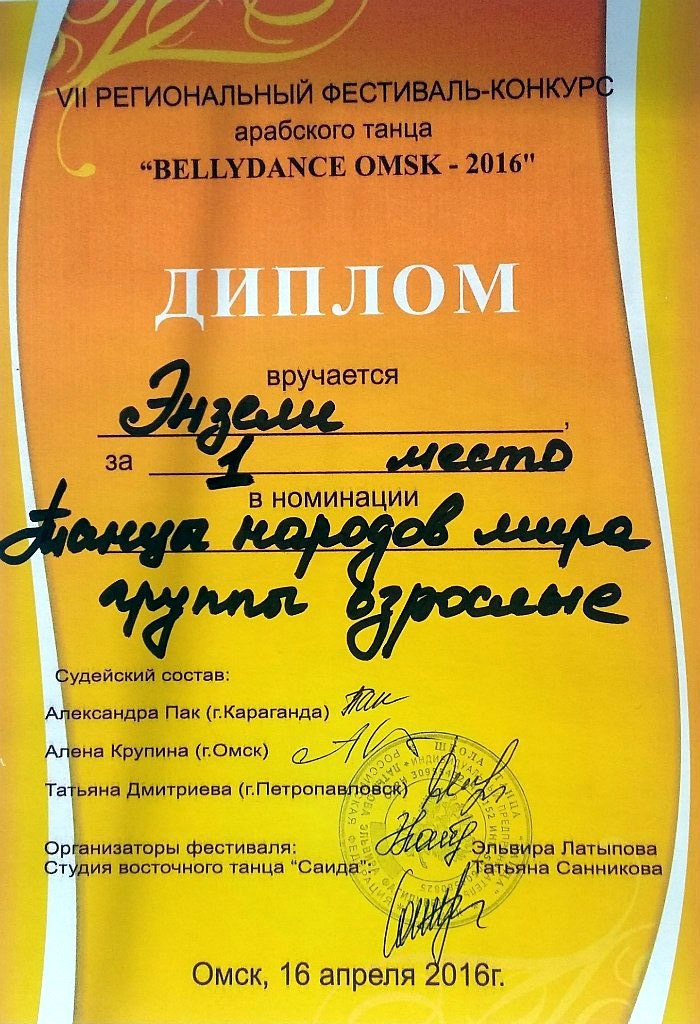 VII РЕГИОНАЛЬНЫЙ ФЕСТИВАЛЬ-КОНКУРС
арабского танца
“BELLYDANCE OMSK - 2016"
ДИПЛОМ
вручается
Энзели,
за 1 место
в номинации
Танцы народов мира
группы взрослые
Судейский состав:
Александра Пак (г.Караганда)
Алена Крупина (г.Омск)
Татьяна Дмитриева (г.Петропавловск)
Организаторы фестиваля: Эльвира Латыпова
Студия восточного танца “Саида”: Татьяна Санникова
Омск, 16 апреля 2016г.